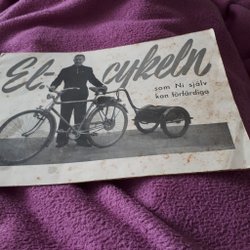 El.-cykeln
som Ni själv
kan förfärdiga